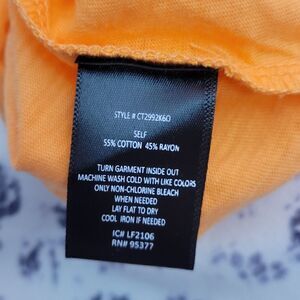 STYLE # CT2992K6O
SELF
55% COTTON 45% RAYON
TURN GARMENT INSIDE OUT
MACHINE WASH COLD WITH LIKE COLORS
ONLY NON-CHLORINE BLEACH
WHEN NEEDED
LAY FLAT TO DRY
COOL IRON IF NEEDED
IC# LF2106
RN# 95377